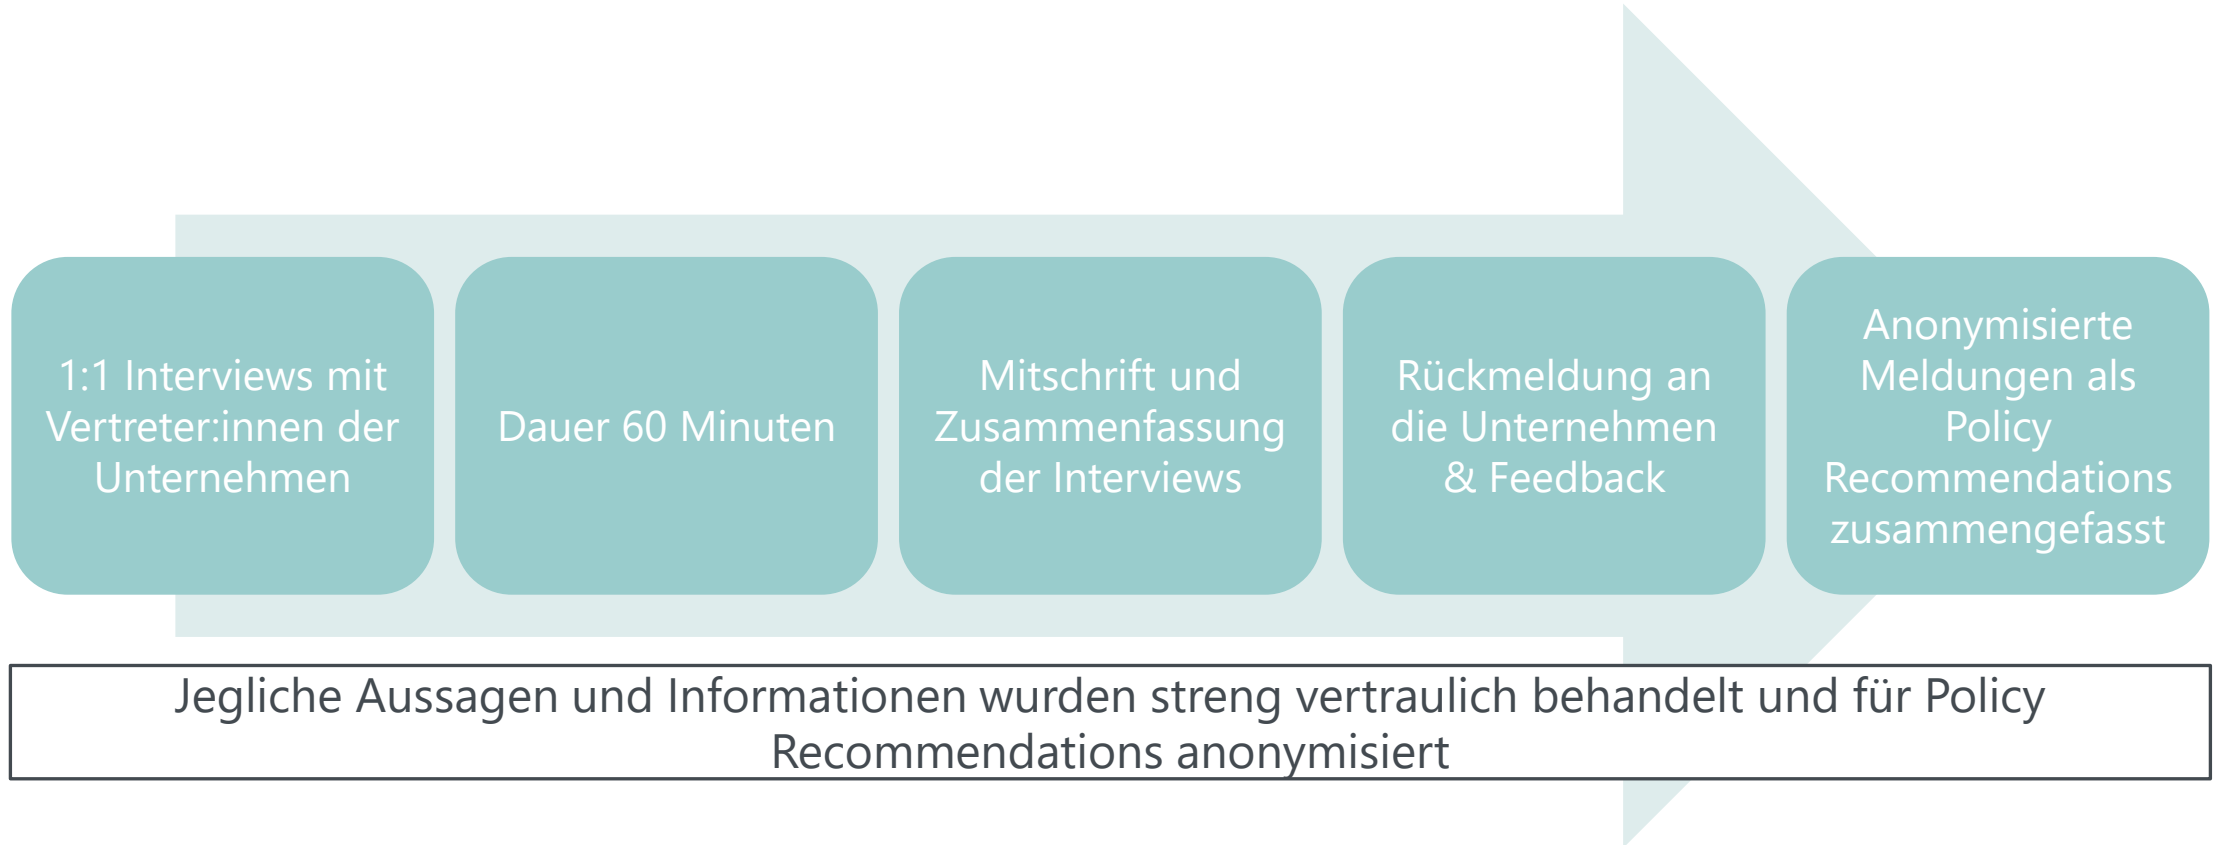 1:1 Interviews mit
Vertreter:innen der
Unternehmen
Dauer 60 Minuten
Mitschrift und
Zusammenfassung
der Interviews
Rückmeldung an
die Unternehmen
& Feedback
Anonymisierte
Meldungen als
Policy
Recommendations
zusammengefasst
Jegliche Aussagen und Informationen wurden streng vertraulich behandelt und für Policy
Recommendations anonymisiert